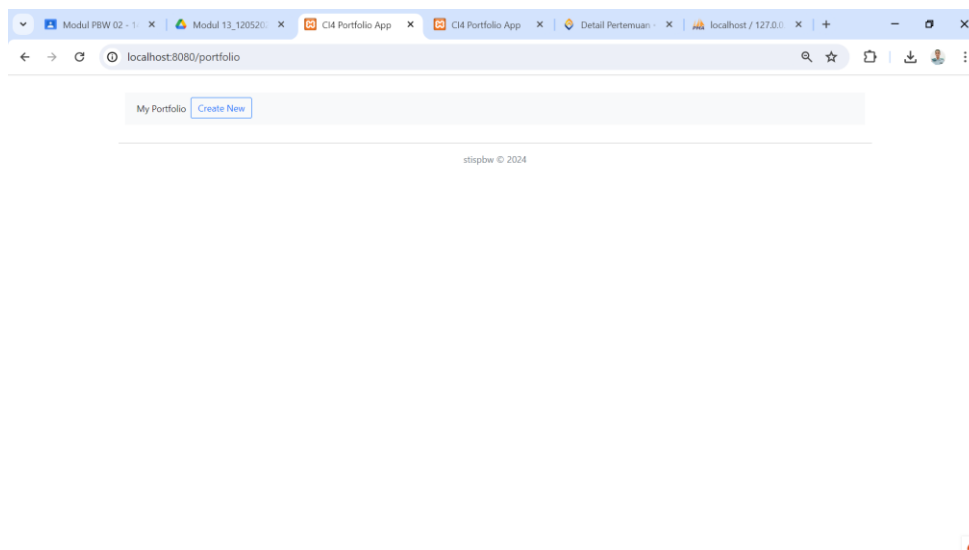 Modul PBW 02 - 1
Modul 13_120520
CI4 Portfolio App
CI4 Portfolio App
Detail Pertemuan -
localhost / 127.0.0.
localhost:8080/portfolio
My Portfolio
Create New
stispbw © 2024